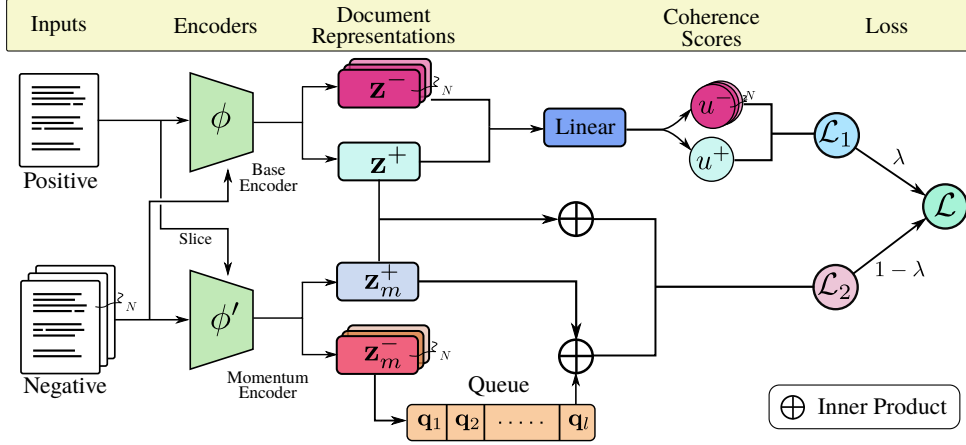 Inputs
Encoders
Document
Representations
Coherence
Scores
Loss
Positive
ϕ
Base
Encoder
z⁻
N
z⁺
Linear
u⁻
N
u⁺
ℒ₁
λ
ℒ
Slice
Negative
N
ϕ′
Momentum
Encoder
z⁺ₘ
z⁻ₘ
N
Queue
q₁ q₂ ····· qₗ
ℒ₂
1 − λ
⊕ Inner Product